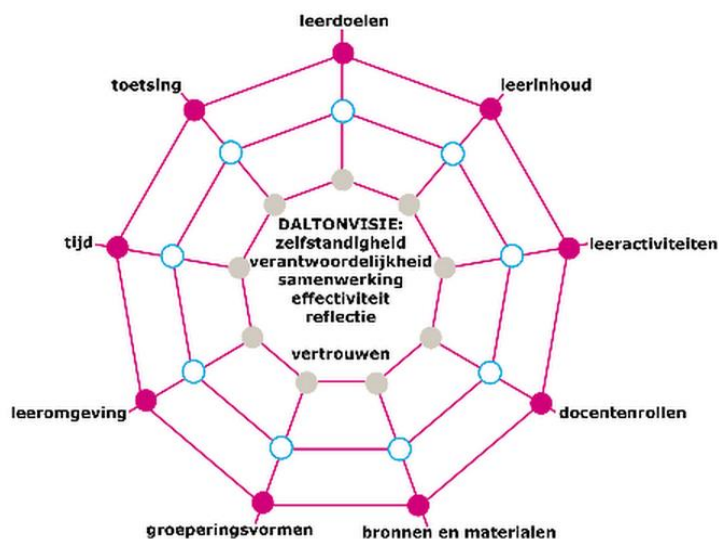 leerdoelen
toetsing
leerinhoud
DALTONVISIE:
zelfstandigheid
verantwoordelijkheid
samenwerking
effectiviteit
reflectie
vertrouwen
tijd
leeractiviteiten
leeromgeving
docentenrollen
groeperingsvormen
bronnen en materialen